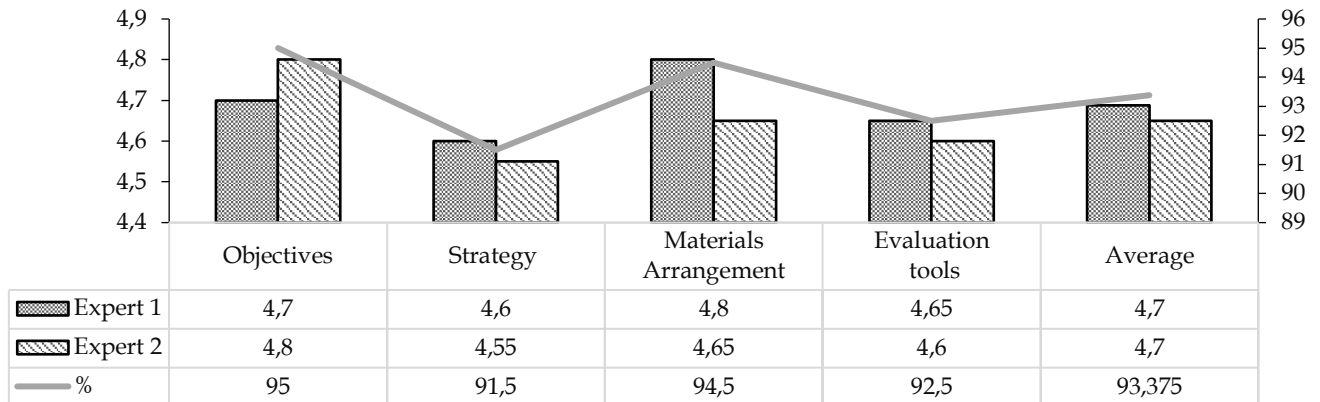 4,9
4,8
4,7
4,6
4,5
4,4
96
95
94
93
92
91
90
89
Objectives
Strategy
Materials
Arrangement
Evaluation
tools
Average
Expert 1 4,7 4,6 4,8 4,65 4,7
Expert 2 4,8 4,55 4,65 4,6 4,7
% 95 91,5 94,5 92,5 93,375